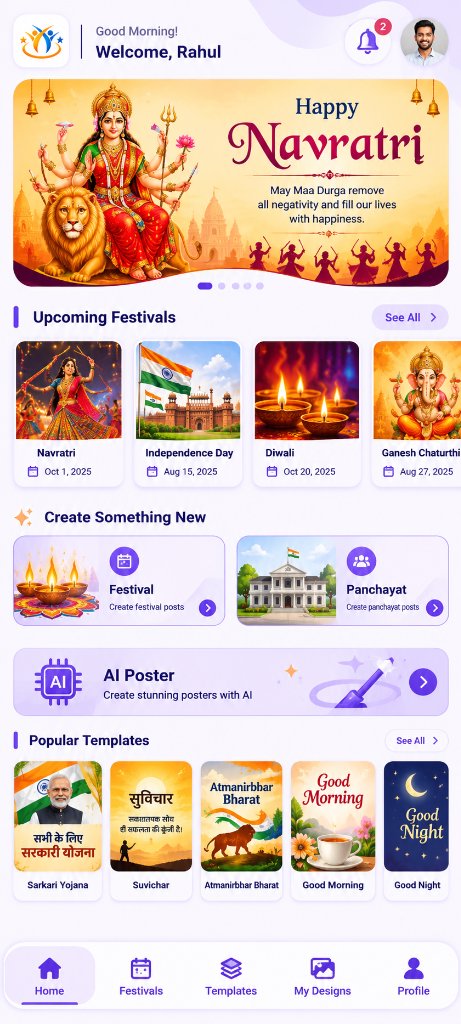 Good Morning!
Welcome, Rahul
2
Happy
Navratri
May Maa Durga remove
all negativity and fill our lives
with happiness.
Upcoming Festivals
See All
Navratri
Oct 1, 2025
Independence Day
Aug 15, 2025
Diwali
Oct 20, 2025
Ganesh Chaturthi
Aug 27, 2025
Create Something New
Festival
Create festival posts
Panchayat
Create panchayat posts
AI
AI Poster
Create stunning posters with AI
Popular Templates
See All
सभी के लिए
सरकारी योजना
Sarkari Yojana
सुविचार
सकारात्मक सोच
ही सफलता की कुंजी है।
Suvichar
Atmanirbhar
Bharat
Atmanirbhar Bharat
Good
Morning
Good Morning
Good
Night
Good Night
Home
Festivals
Templates
My Designs
Profile